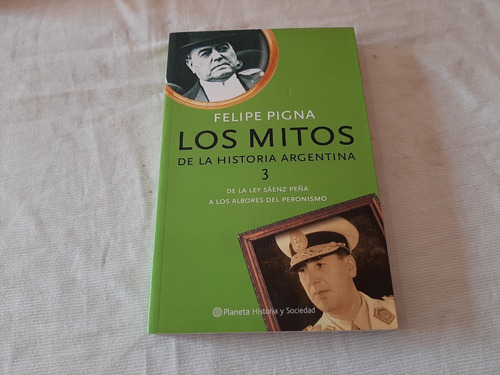 FELIPE PIGNA
LOS MITOS
DE LA HISTORIA ARGENTINA
3
DE LA LEY SÁENZ PEÑA
A LOS ALBORES DEL PERONISMO
Planeta Historia y Sociedad